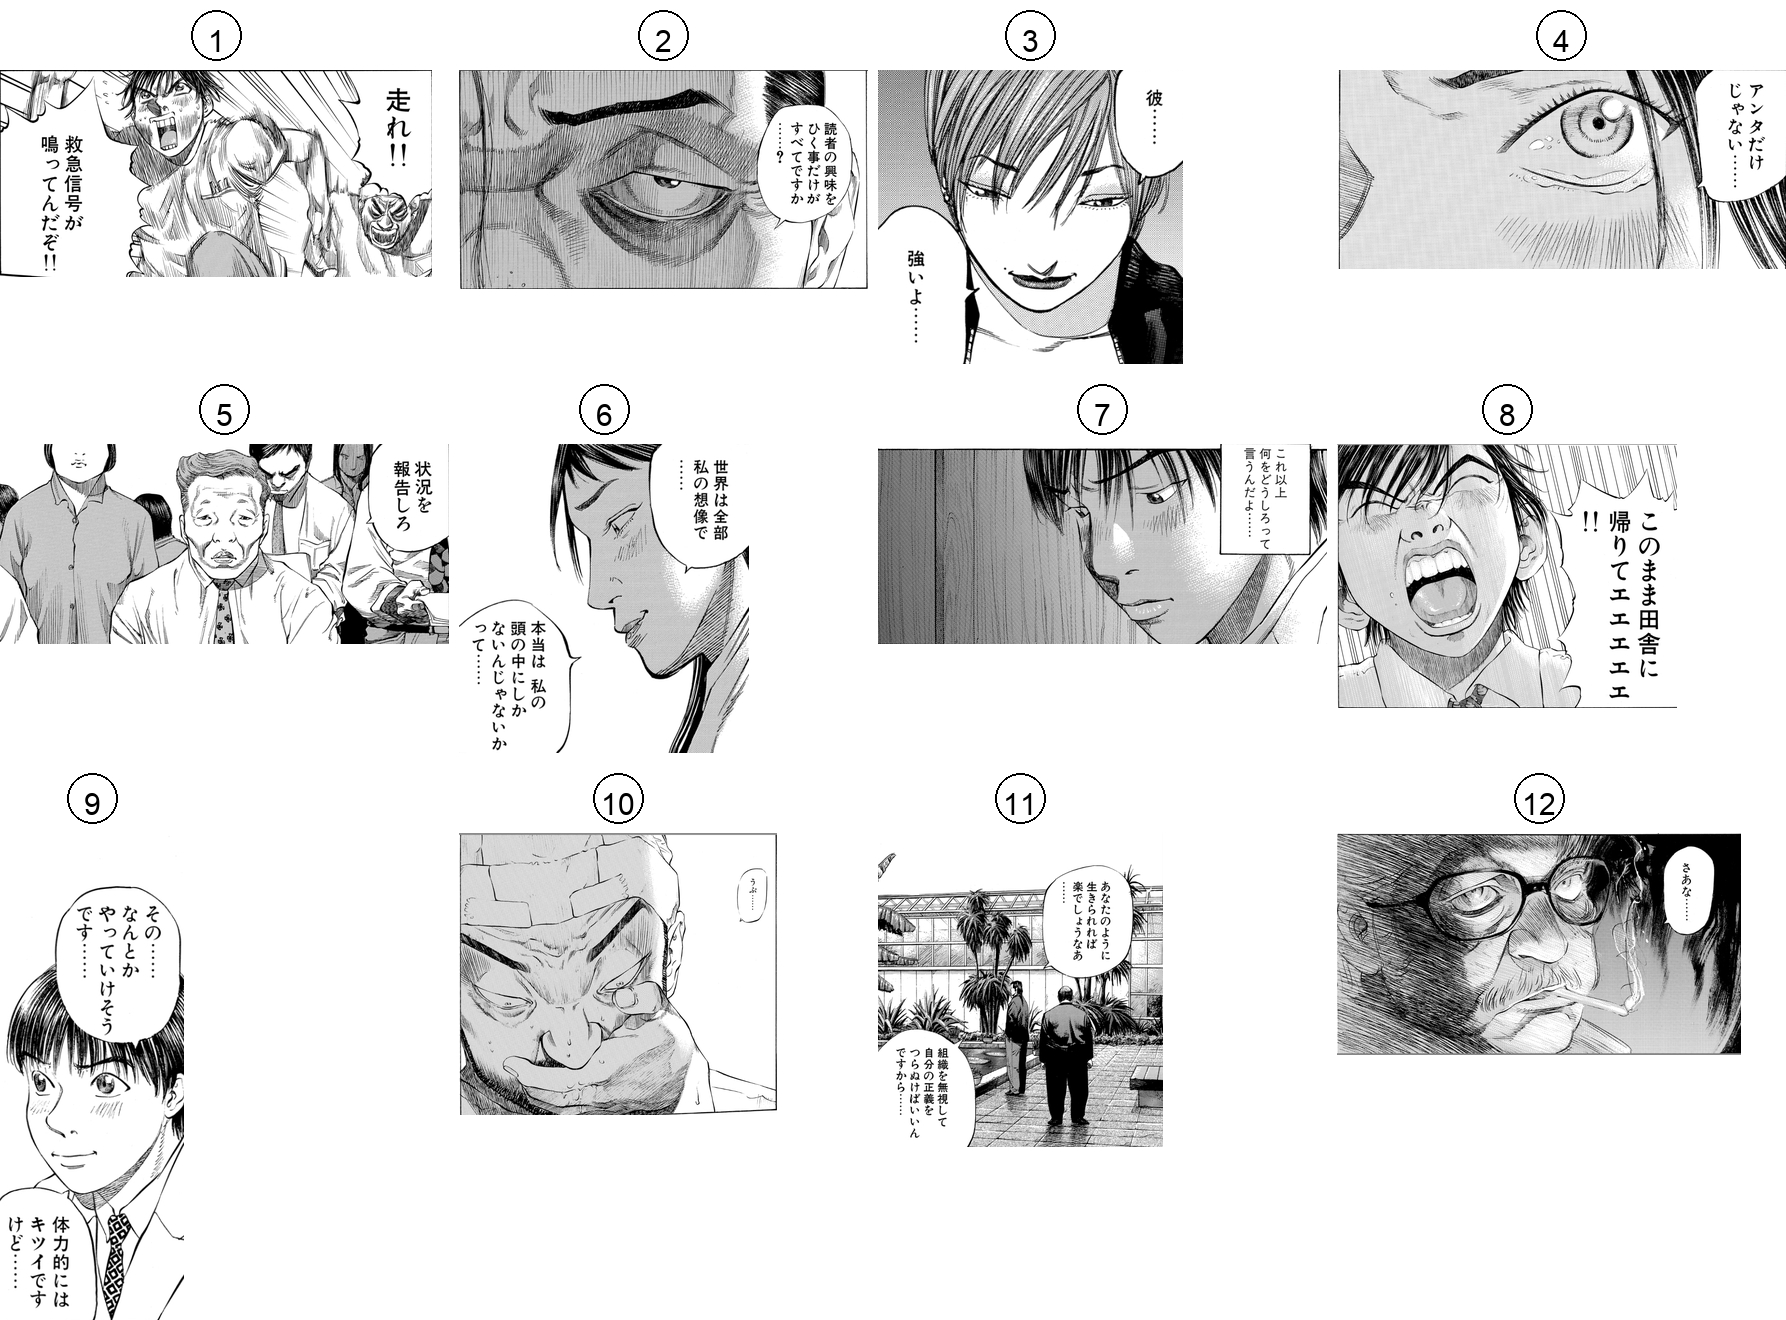 1
走れ!!
救急信号が
鳴ってんだぞ!!
2
読者の興味を
ひく事だけが
すべてですか
……?
3
彼……
強いよ……
4
アンタだけ
じゃない……
5
状況を
報告しろ
6
世界は全部
私の想像で
……
本当は 私の
頭の中にしか
ないんじゃないか
って……
7
これ以上
何をどうしろって
言うんだよ……
8
このまま田舎に
帰りてエエエエエ
!!
9
その……
なんとか
やっていけそう
です……
体力的には
キツイです
けど……
10
うぷ……
11
あなたのように
生きられれば
楽でしょうなあ
……
組織を無視して
自分の正義を
つらぬけばいいん
ですから……
12
さあな……